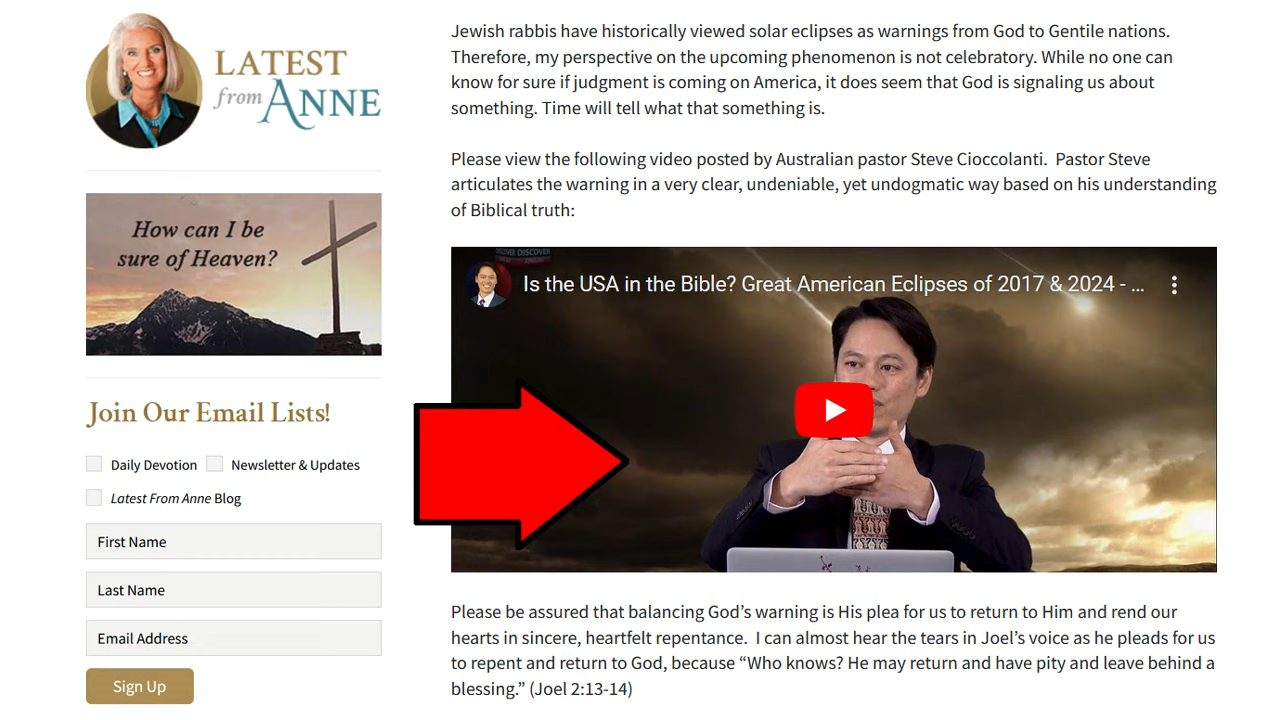 LATEST
from ANNE
How can I be
sure of Heaven?
Join Our Email Lists!
Daily Devotion
Newsletter & Updates
Latest From Anne Blog
First Name
Last Name
Email Address
Sign Up
Jewish rabbis have historically viewed solar eclipses as warnings from God to Gentile nations.
Therefore, my perspective on the upcoming phenomenon is not celebratory. While no one can
know for sure if judgment is coming on America, it does seem that God is signaling us about
something. Time will tell what that something is.
Please view the following video posted by Australian pastor Steve Cioccolanti.  Pastor Steve
articulates the warning in a very clear, undeniable, yet undogmatic way based on his understanding
of Biblical truth:
DISCOVER
Is the USA in the Bible? Great American Eclipses of 2017 & 2024 - ...
Please be assured that balancing God’s warning is His plea for us to return to Him and rend our
hearts in sincere, heartfelt repentance.  I can almost hear the tears in Joel’s voice as he pleads for us
to repent and return to God, because “Who knows? He may return and have pity and leave behind a
blessing.” (Joel 2:13-14)